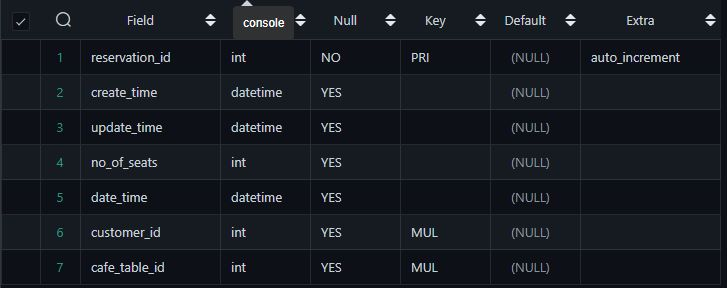 Field console Null Key Default Extra
1 reservation_id int NO PRI (NULL) auto_increment
2 create_time datetime YES (NULL)
3 update_time datetime YES (NULL)
4 no_of_seats int YES (NULL)
5 date_time datetime YES (NULL)
6 customer_id int YES MUL (NULL)
7 cafe_table_id int YES MUL (NULL)